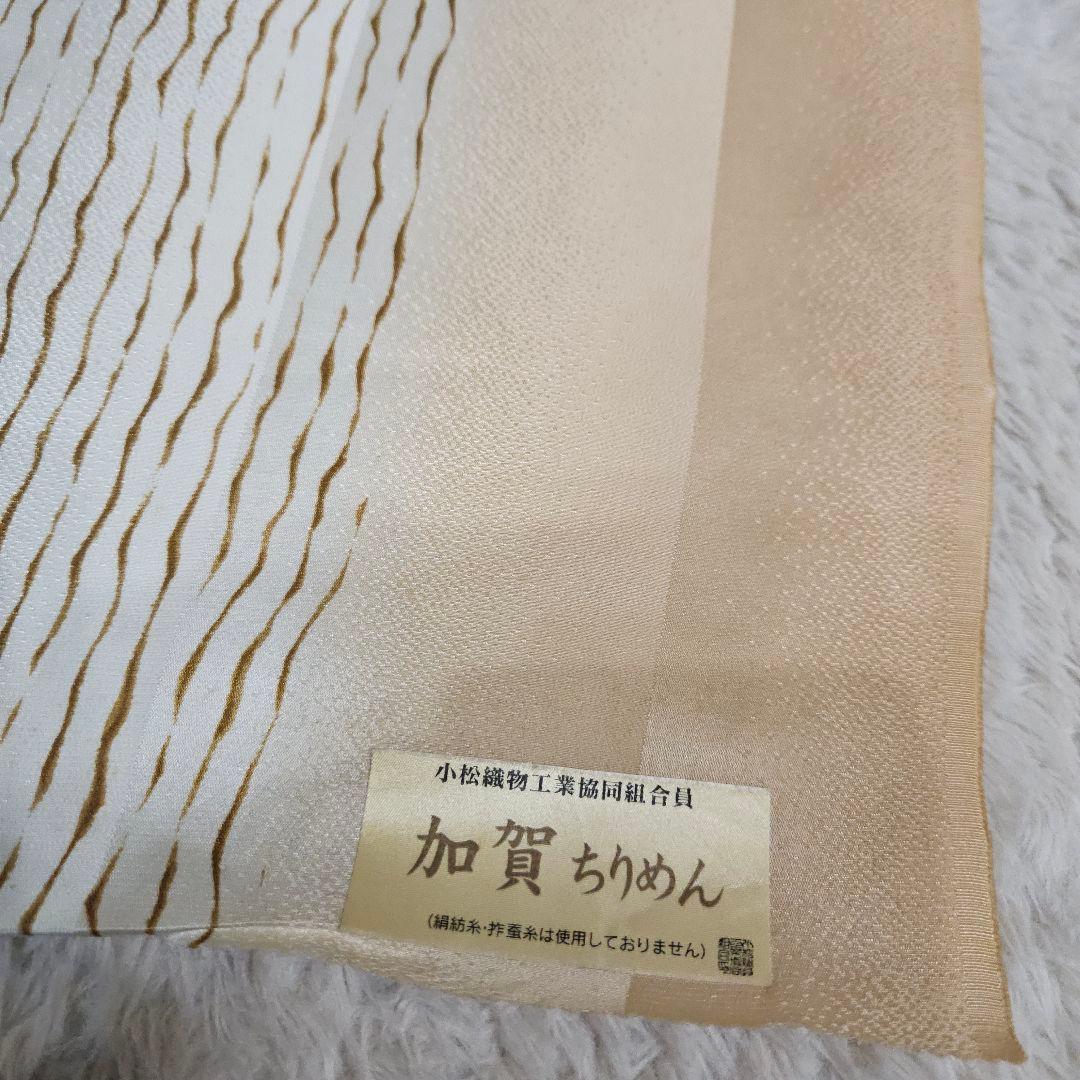 小松織物工業協同組合員
加賀ちりめん
(絹紡糸・拃蚕糸は使用しておりません)